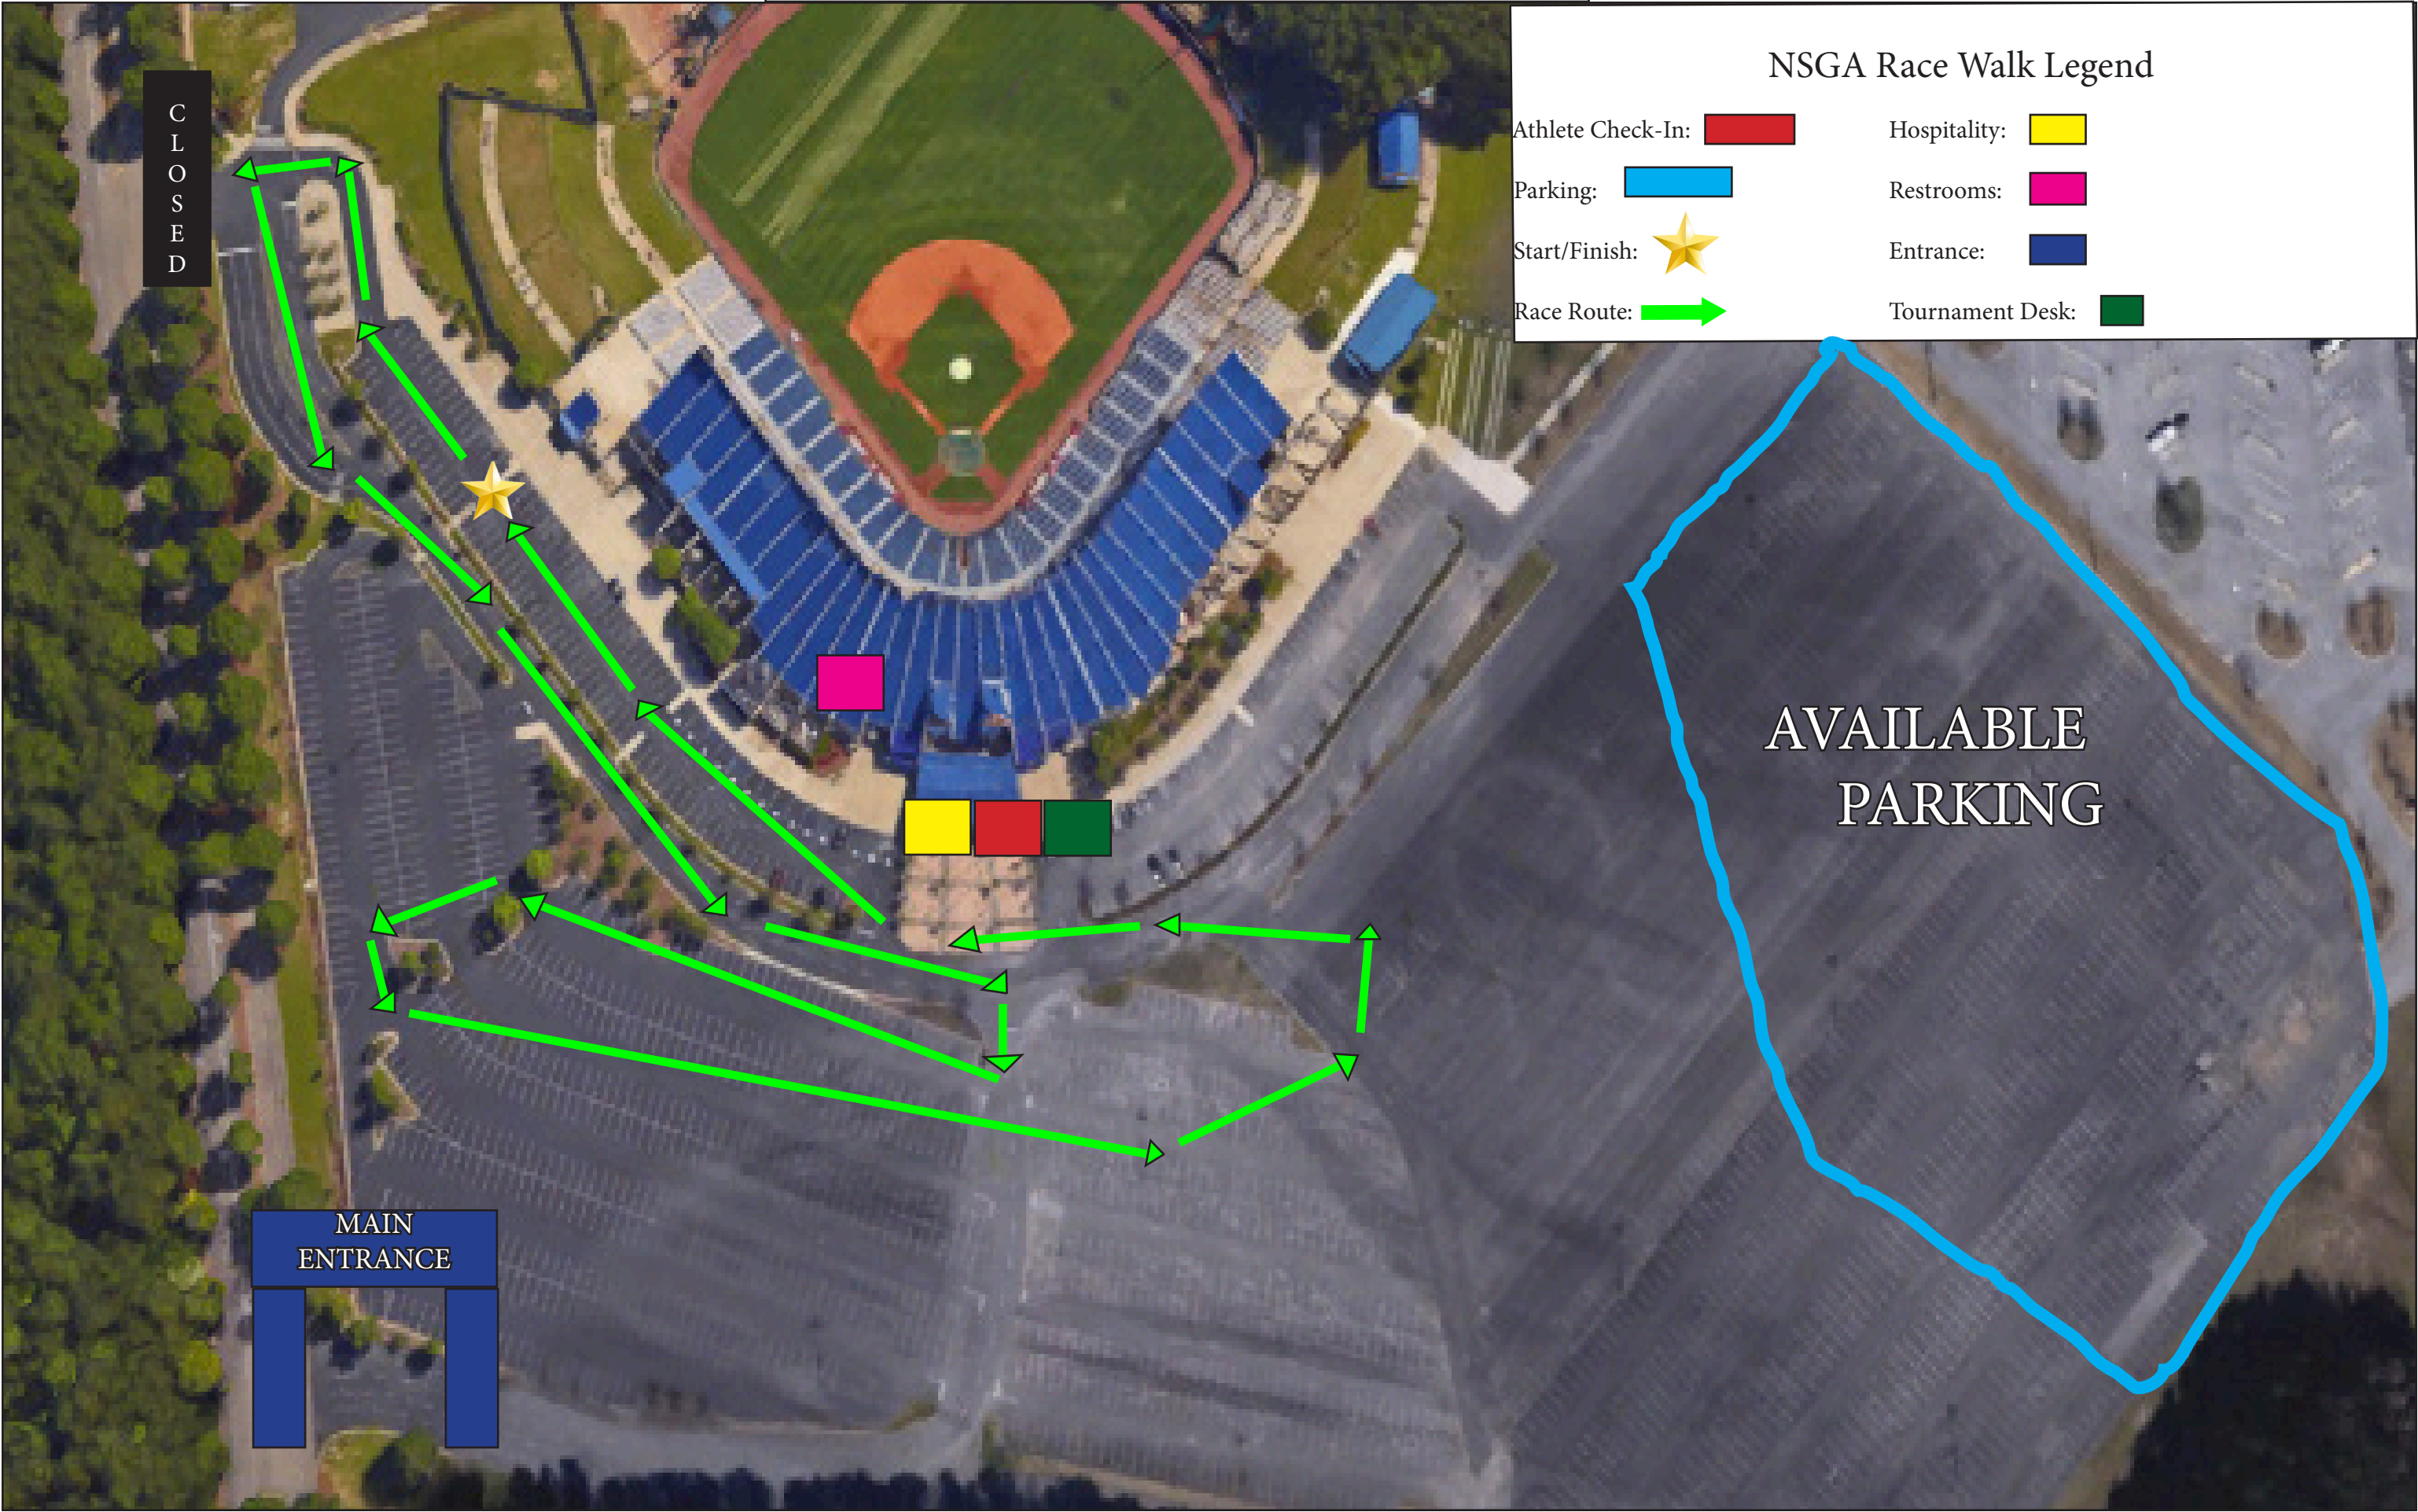 CLOSED
NSGA Race Walk Legend
Athlete Check-In:
Hospitality:
Parking:
Restrooms:
Start/Finish:
Entrance:
Race Route:
Tournament Desk:
AVAILABLE
PARKING
MAIN
ENTRANCE